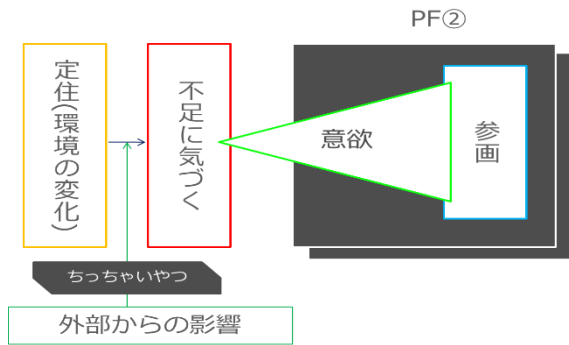 PF②
定住(環境の変化)
不足に気づく
意欲
参画
ちっちゃいやつ
外部からの影響